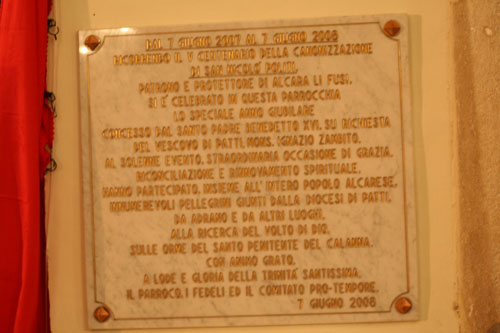 DAL 7 GIUGNO 2007 AL 7 GIUGNO 2008
RICORRENDO IL V CENTENARIO DELLA CANONIZZAZIONE
DI SAN NICOLO' POLITI,
PATRONO E PROTETTORE DI ALCARA LI FUSI,
SI È CELEBRATO IN QUESTA PARROCCHIA
LO SPECIALE ANNO GIUBILARE
CONCESSO DAL SANTO PADRE BENEDETTO XVI, SU RICHIESTA
DEL VESCOVO DI PATTI, MONS. IGNAZIO ZAMBITO.
AL SOLENNE EVENTO, STRAORDINARIA OCCASIONE DI GRAZIA,
RICONCILIAZIONE E RINNOVAMENTO SPIRITUALE,
HANNO PARTECIPATO, INSIEME ALL' INTERO POPOLO ALCARESE,
INNUMEREVOLI PELLEGRINI GIUNTI DALLA DIOCESI DI PATTI,
DA ADRANO E DA ALTRI LUOGHI,
ALLA RICERCA DEL VOLTO DI DIO,
SULLE ORME DEL SANTO PENITENTE DEL CALANNA.
CON ANIMO GRATO,
A LODE E GLORIA DELLA TRINITÀ SANTISSIMA,
IL PARROCO, I FEDELI ED IL COMITATO PRO-TEMPORE.
7 GIUGNO 2008